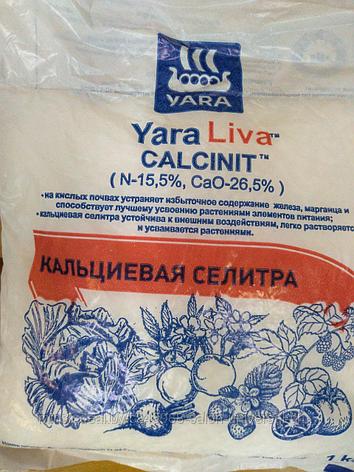 YARA
Yara Liva™
CALCINIT™
( N-15,5%, CaO-26,5% )
•на кислых почвах устраняет избыточное содержание железа, марганца и
способствует лучшему усвоению растениями элементов питания;
•кальциевая селитра устойчива к внешним воздействиям, легко растворяется
и усваивается растениями.
КАЛЬЦИЕВАЯ СЕЛИТРА
1 к